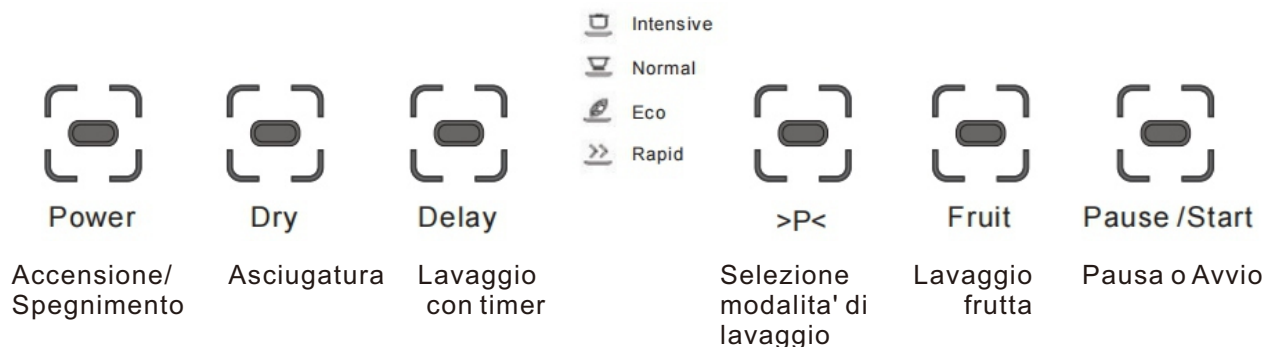 Intensive
Normal
Eco
Rapid
Power
Dry
Delay
>P<
Fruit
Pause /Start
Accensione/
Spegnimento
Asciugatura
Lavaggio
con timer
Selezione
modalita' di
lavaggio
Lavaggio
frutta
Pausa o Avvio